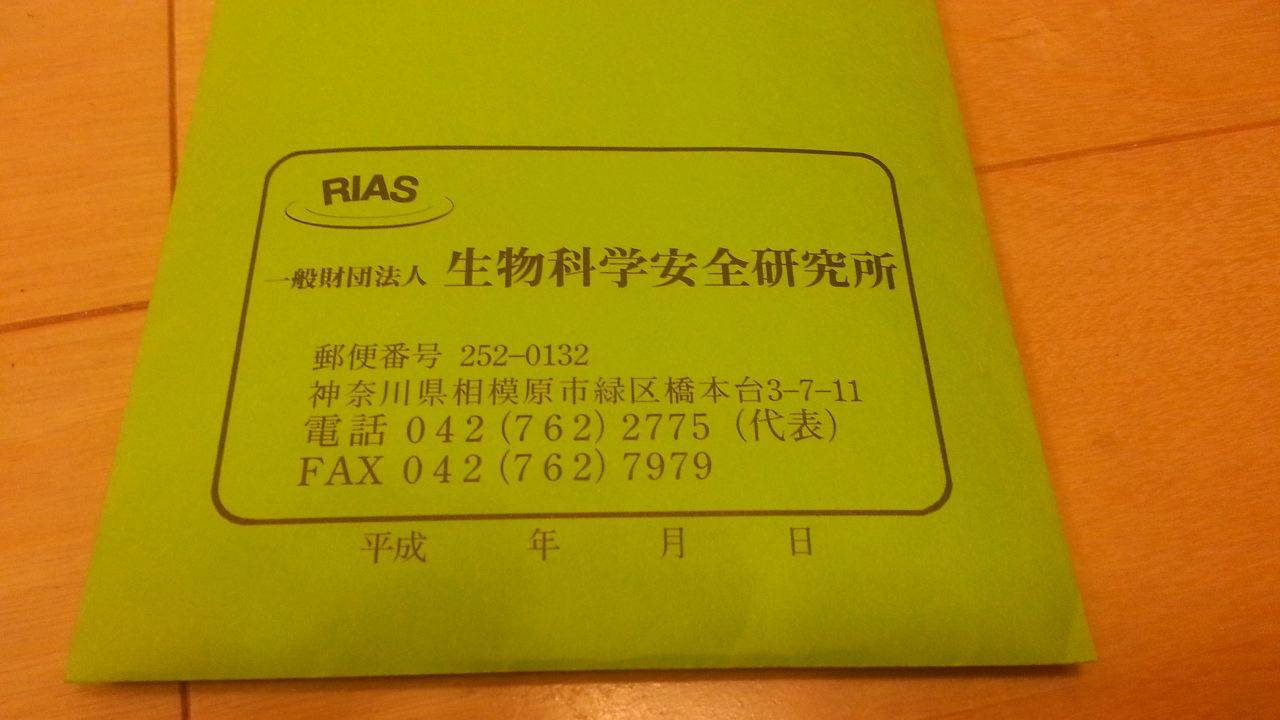 RIAS
一般財団法人 生物科学安全研究所
郵便番号 252-0132
神奈川県相模原市緑区橋本台3-7-11
電話 042(762)2775 (代表)
FAX 042(762)7979
平成 年 月 日